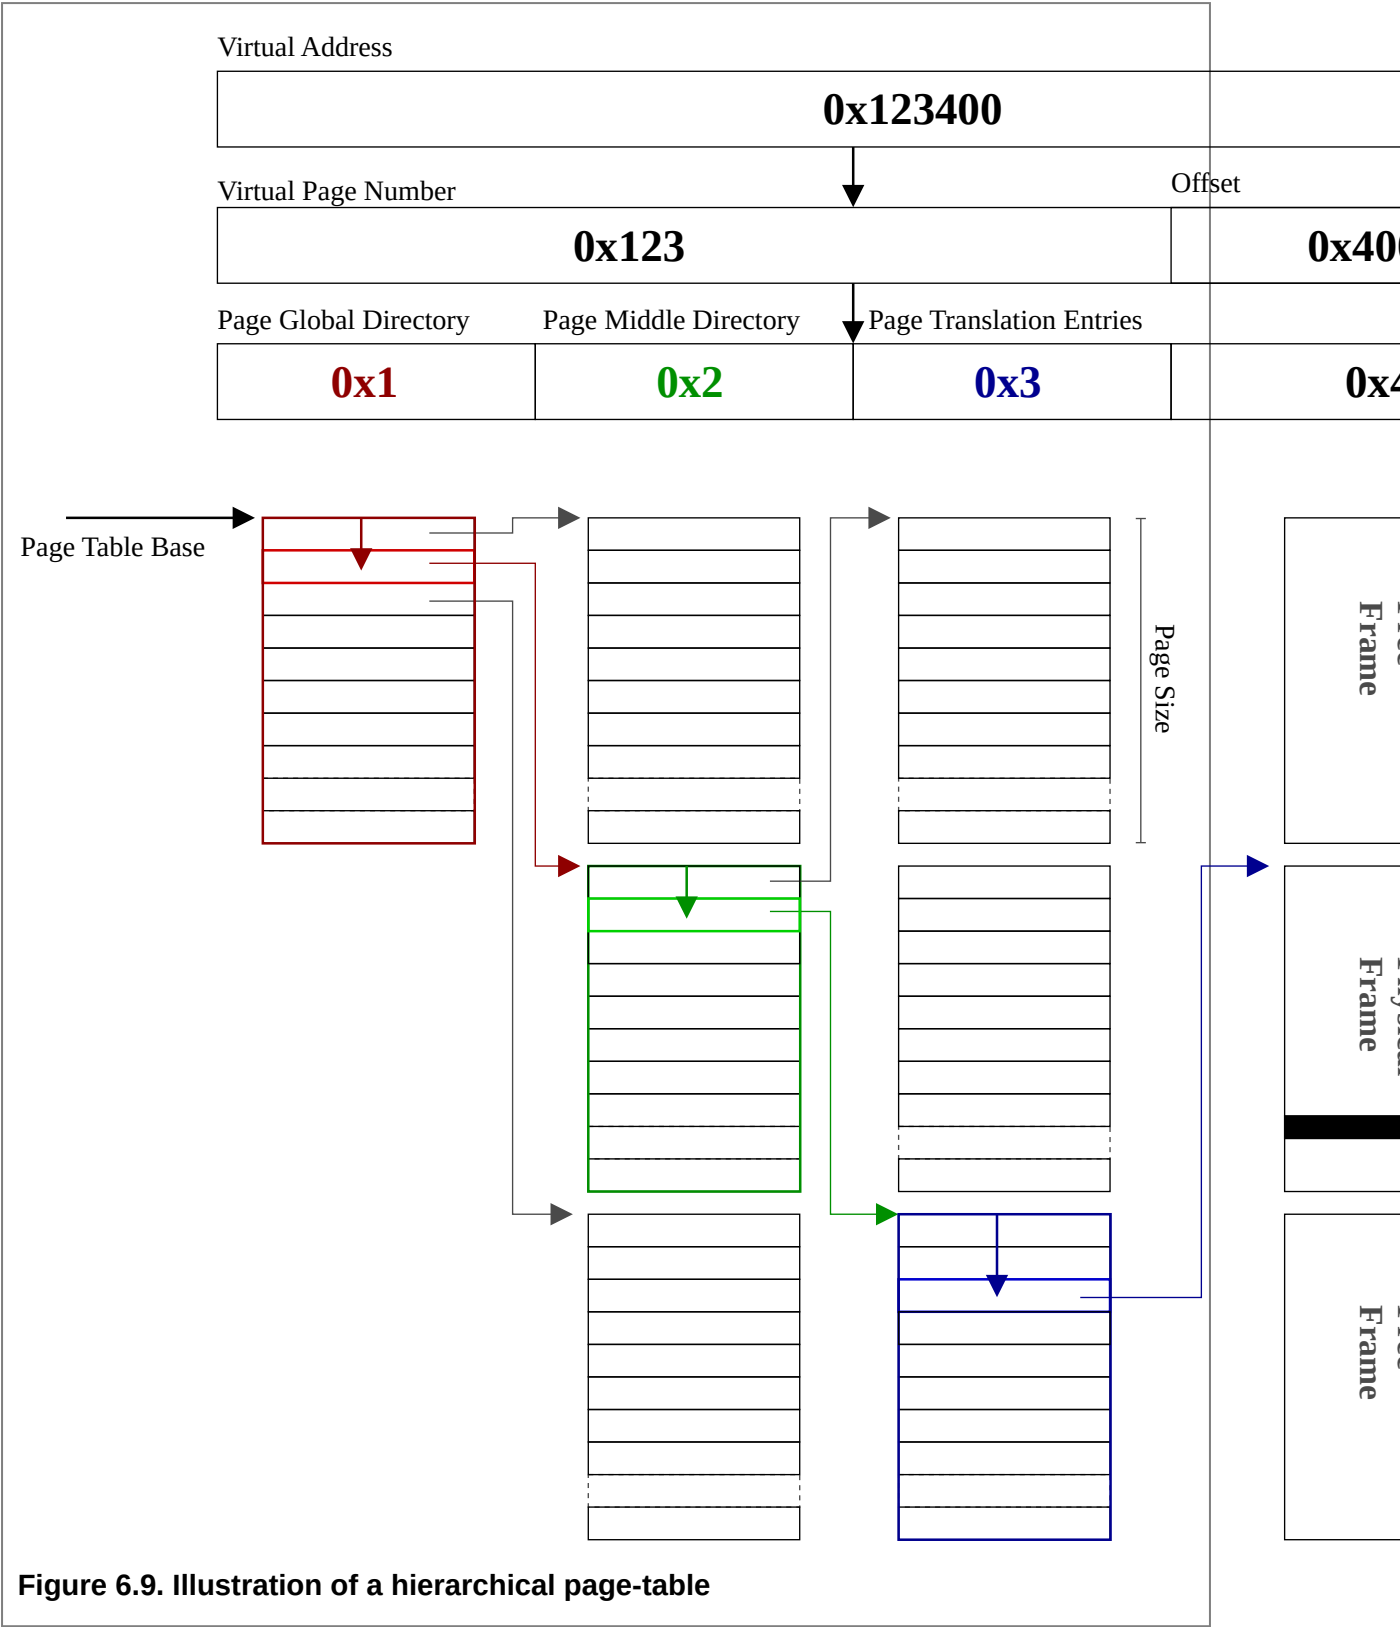 Virtual Address
0x123400
Virtual Page Number
Offset
0x123
Page Global Directory
Page Middle Directory
Page Translation Entries
0x1
0x2
0x3
Page Table Base
Page Size
Frame
Frame
Frame
Figure 6.9. Illustration of a hierarchical page-table